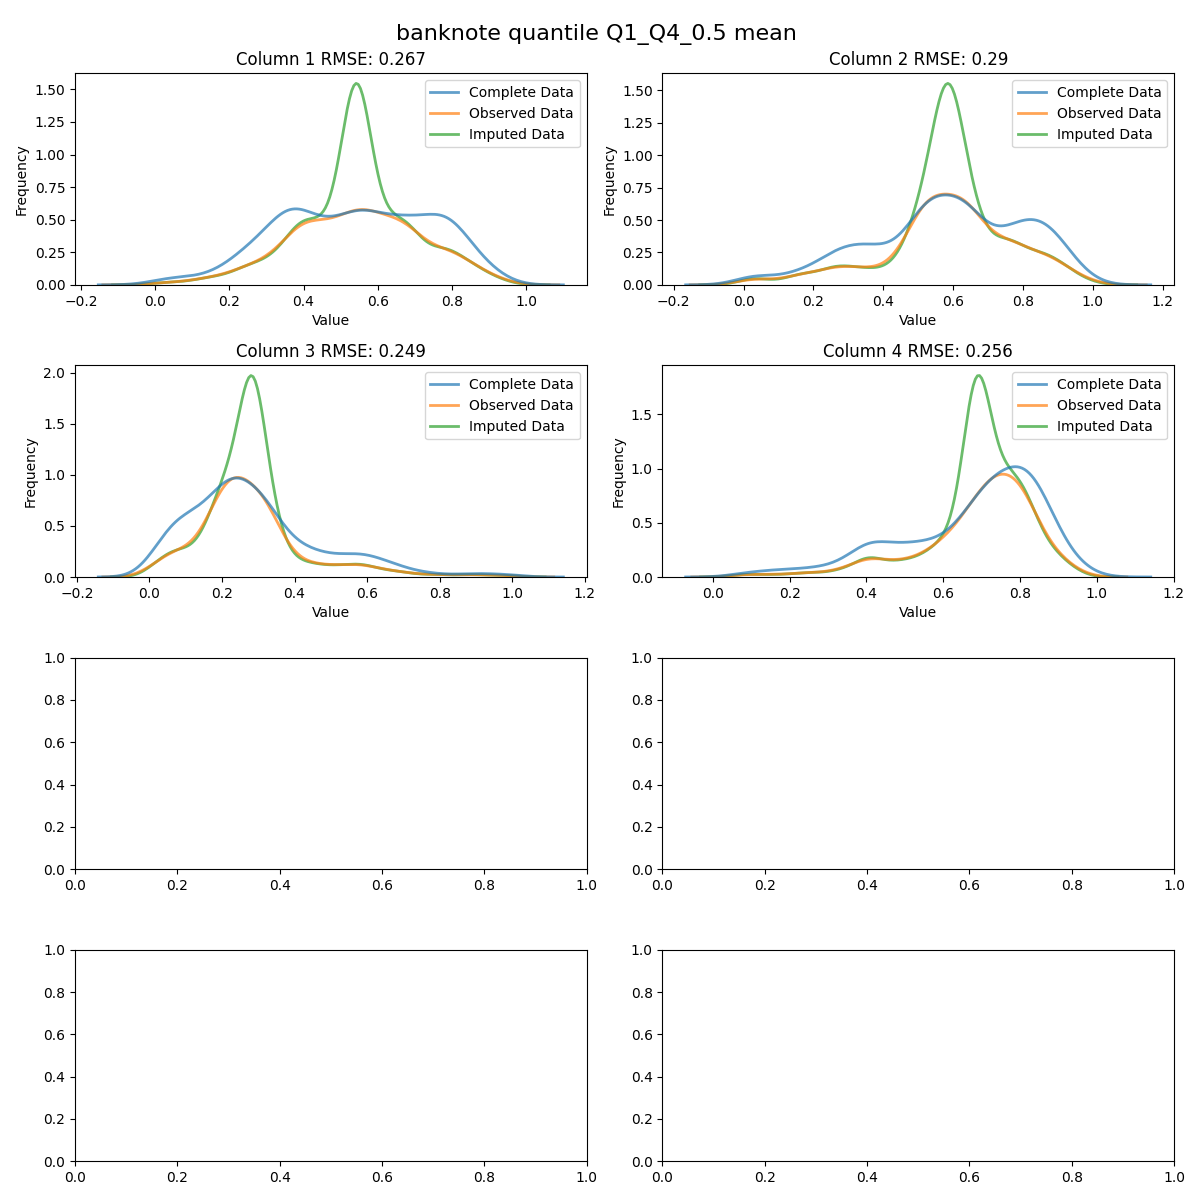 banknote quantile Q1_Q4_0.5 mean
Column 1 RMSE: 0.267
Frequency
1.50
1.25
1.00
0.75
0.50
0.25
0.00
Complete Data
Observed Data
Imputed Data
−0.2 0.0 0.2 0.4 0.6 0.8 1.0
Value
Column 2 RMSE: 0.29
Frequency
1.50
1.25
1.00
0.75
0.50
0.25
0.00
Complete Data
Observed Data
Imputed Data
−0.2 0.0 0.2 0.4 0.6 0.8 1.0 1.2
Value
Column 3 RMSE: 0.249
Frequency
2.0
1.5
1.0
0.5
0.0
Complete Data
Observed Data
Imputed Data
−0.2 0.0 0.2 0.4 0.6 0.8 1.0 1.2
Value
Column 4 RMSE: 0.256
Frequency
1.5
1.0
0.5
0.0
Complete Data
Observed Data
Imputed Data
0.0 0.2 0.4 0.6 0.8 1.0 1.2
Value
1.0
0.8
0.6
0.4
0.2
0.0
0.0 0.2 0.4 0.6 0.8 1.0
1.0
0.8
0.6
0.4
0.2
0.0
0.0 0.2 0.4 0.6 0.8 1.0
1.0
0.8
0.6
0.4
0.2
0.0
0.0 0.2 0.4 0.6 0.8 1.0
1.0
0.8
0.6
0.4
0.2
0.0
0.0 0.2 0.4 0.6 0.8 1.0